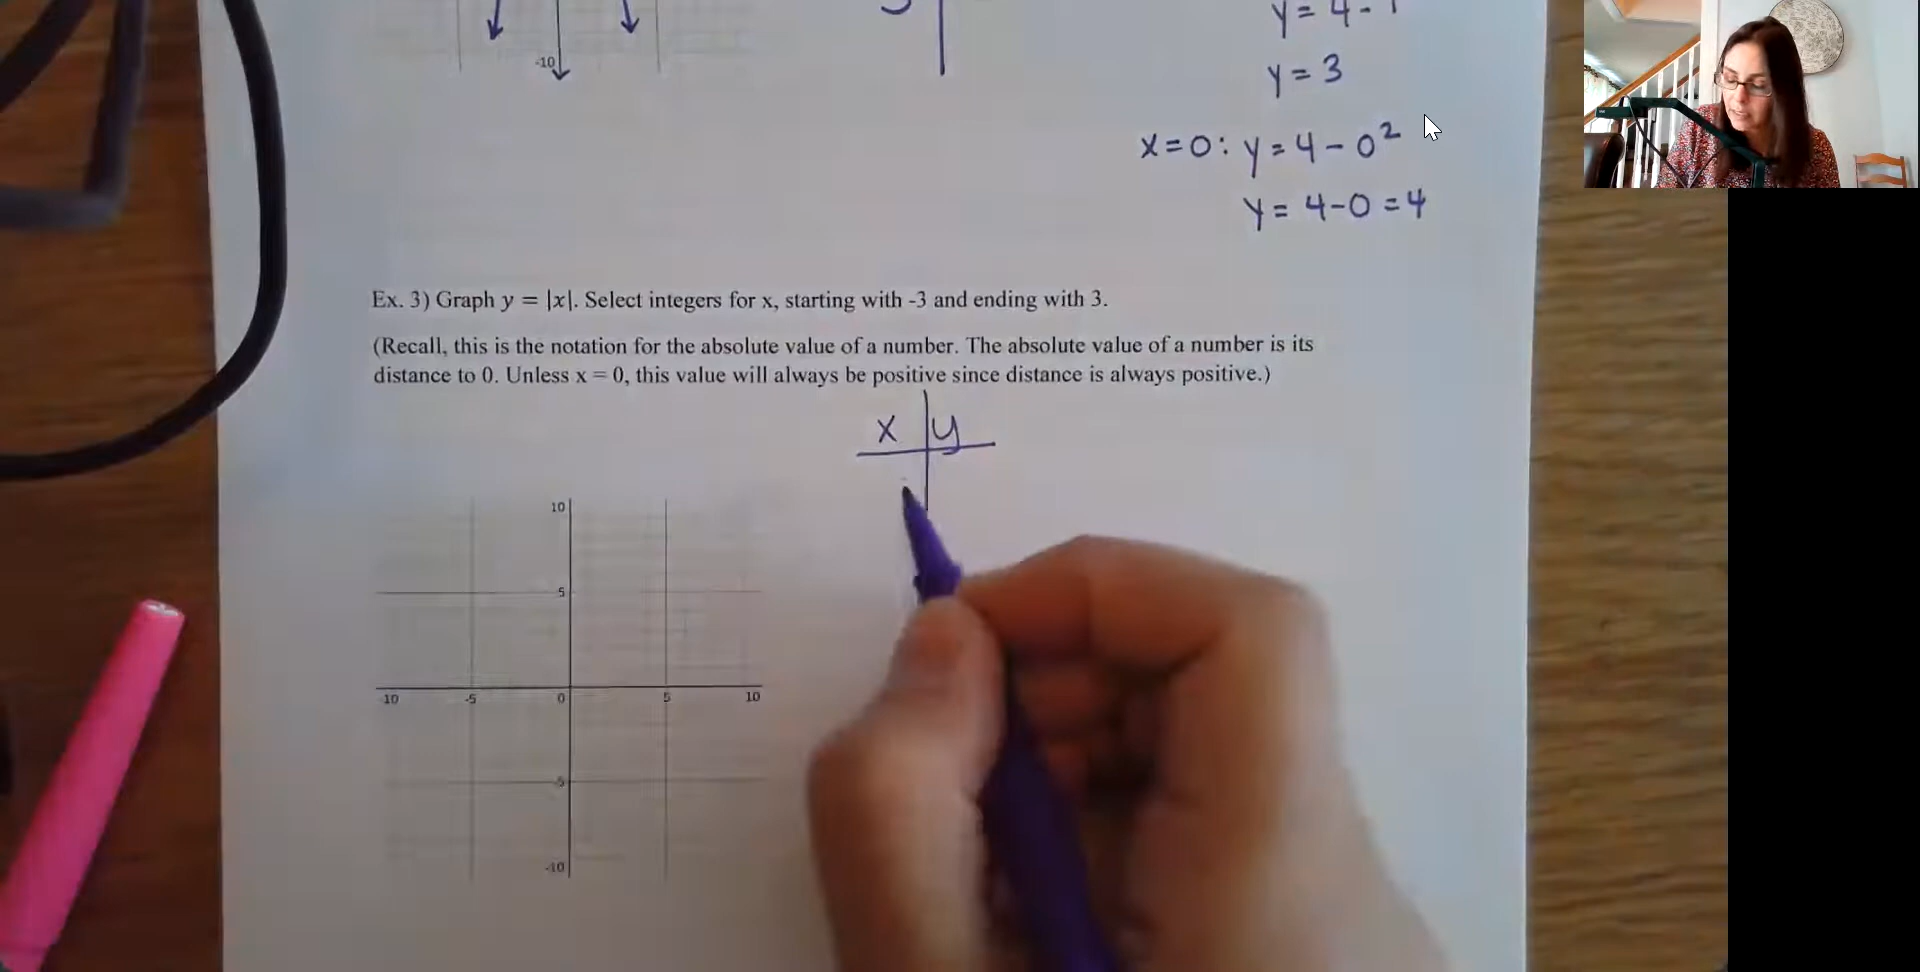 y = 4 - 1
-10
y = 3
x=0: y = 4 - 0²
y = 4-0 = 4
Ex. 3) Graph y = |x|. Select integers for x, starting with -3 and ending with 3.
(Recall, this is the notation for the absolute value of a number. The absolute value of a number is its
distance to 0. Unless x = 0, this value will always be positive since distance is always positive.)
x y
10
5
-10 -5 0 5 10
-5
-10